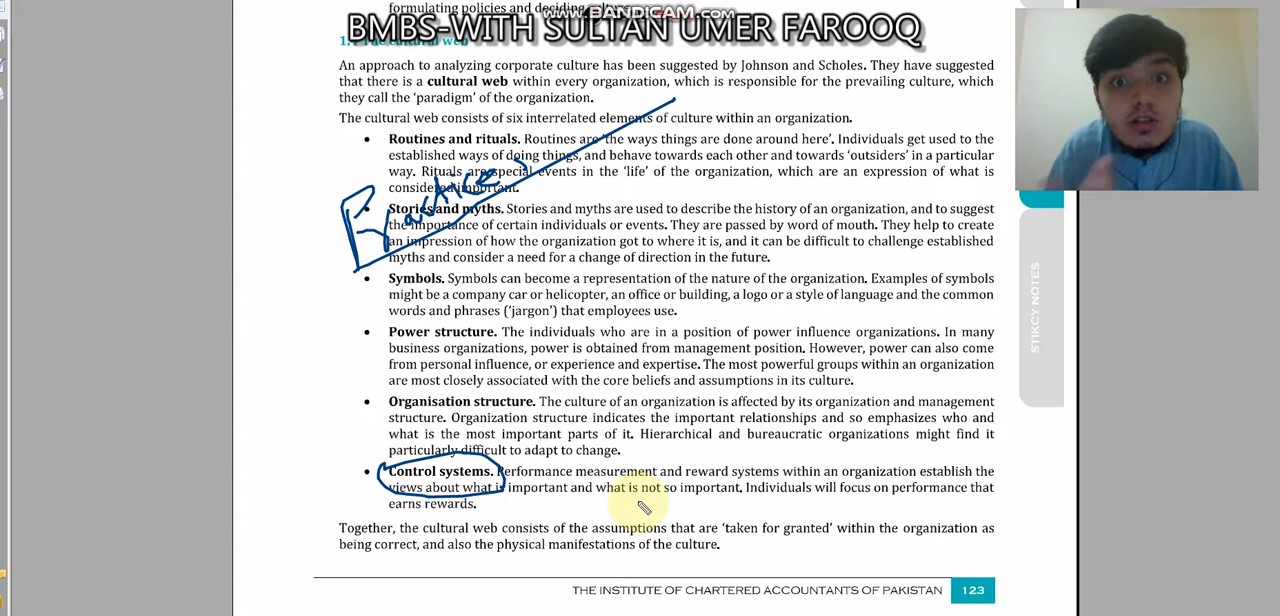 formulating policies and deciding
www.BANDICAM.com
BMBS-WITH SULTAN UMER FAROOQ
1.
The cultural web
An approach to analyzing corporate culture has been suggested by Johnson and Scholes. They have suggested
that there is a cultural web within every organization, which is responsible for the prevailing culture, which
they call the ‘paradigm’ of the organization.
The cultural web consists of six interrelated elements of culture within an organization.
• Routines and rituals. Routines are ‘the ways things are done around here’. Individuals get used to the
established ways of doing things, and behave towards each other and towards ‘outsiders’ in a particular
way. Rituals are special events in the ‘life’ of the organization, which are an expression of what is
considered important.
Practices
• Stories and myths. Stories and myths are used to describe the history of an organization, and to suggest
the importance of certain individuals or events. They are passed by word of mouth. They help to create
an impression of how the organization got to where it is, and it can be difficult to challenge established
myths and consider a need for a change of direction in the future.
• Symbols. Symbols can become a representation of the nature of the organization. Examples of symbols
might be a company car or helicopter, an office or building, a logo or a style of language and the common
words and phrases (‘jargon’) that employees use.
• Power structure. The individuals who are in a position of power influence organizations. In many
business organizations, power is obtained from management position. However, power can also come
from personal influence, or experience and expertise. The most powerful groups within an organization
are most closely associated with the core beliefs and assumptions in its culture.
• Organisation structure. The culture of an organization is affected by its organization and management
structure. Organization structure indicates the important relationships and so emphasizes who and
what is the most important parts of it. Hierarchical and bureaucratic organizations might find it
particularly difficult to adapt to change.
• Control systems. Performance measurement and reward systems within an organization establish the
views about what is important and what is not so important. Individuals will focus on performance that
earns rewards.
Together, the cultural web consists of the assumptions that are ‘taken for granted’ within the organization as
being correct, and also the physical manifestations of the culture.
THE INSTITUTE OF CHARTERED ACCOUNTANTS OF PAKISTAN 123
STIKCY NOTES